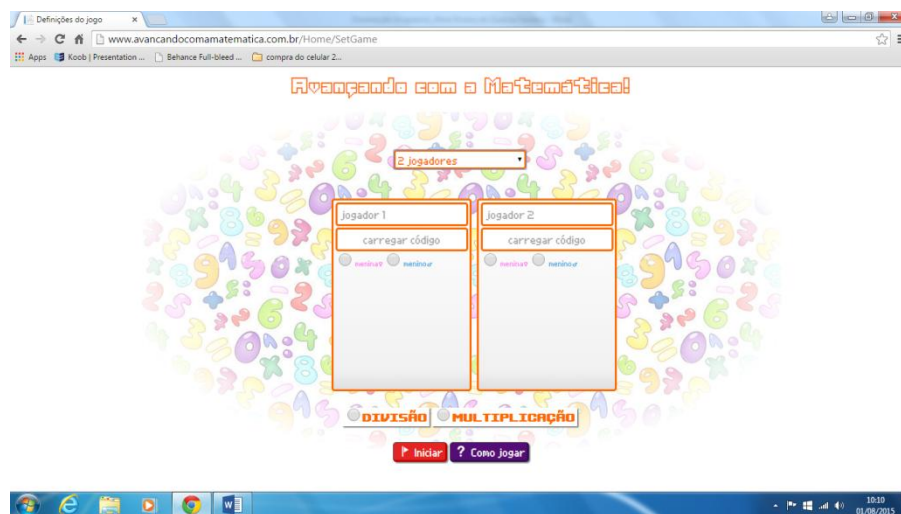 Definições do jogo
www.avancandocomamatematica.com.br/Home/SetGame
Apps Koob | Presentation ... Behance Full-bleed ... compra do celular 2...
Avançando com a Matemática!
2 jogadores
jogador 1 jogador 2
carregar código carregar código
menina♀ menino♂ menina♀ menino♂
DIVISÃO MULTIPLICAÇÃO
Iniciar ? Como jogar
10:10
01/08/2015